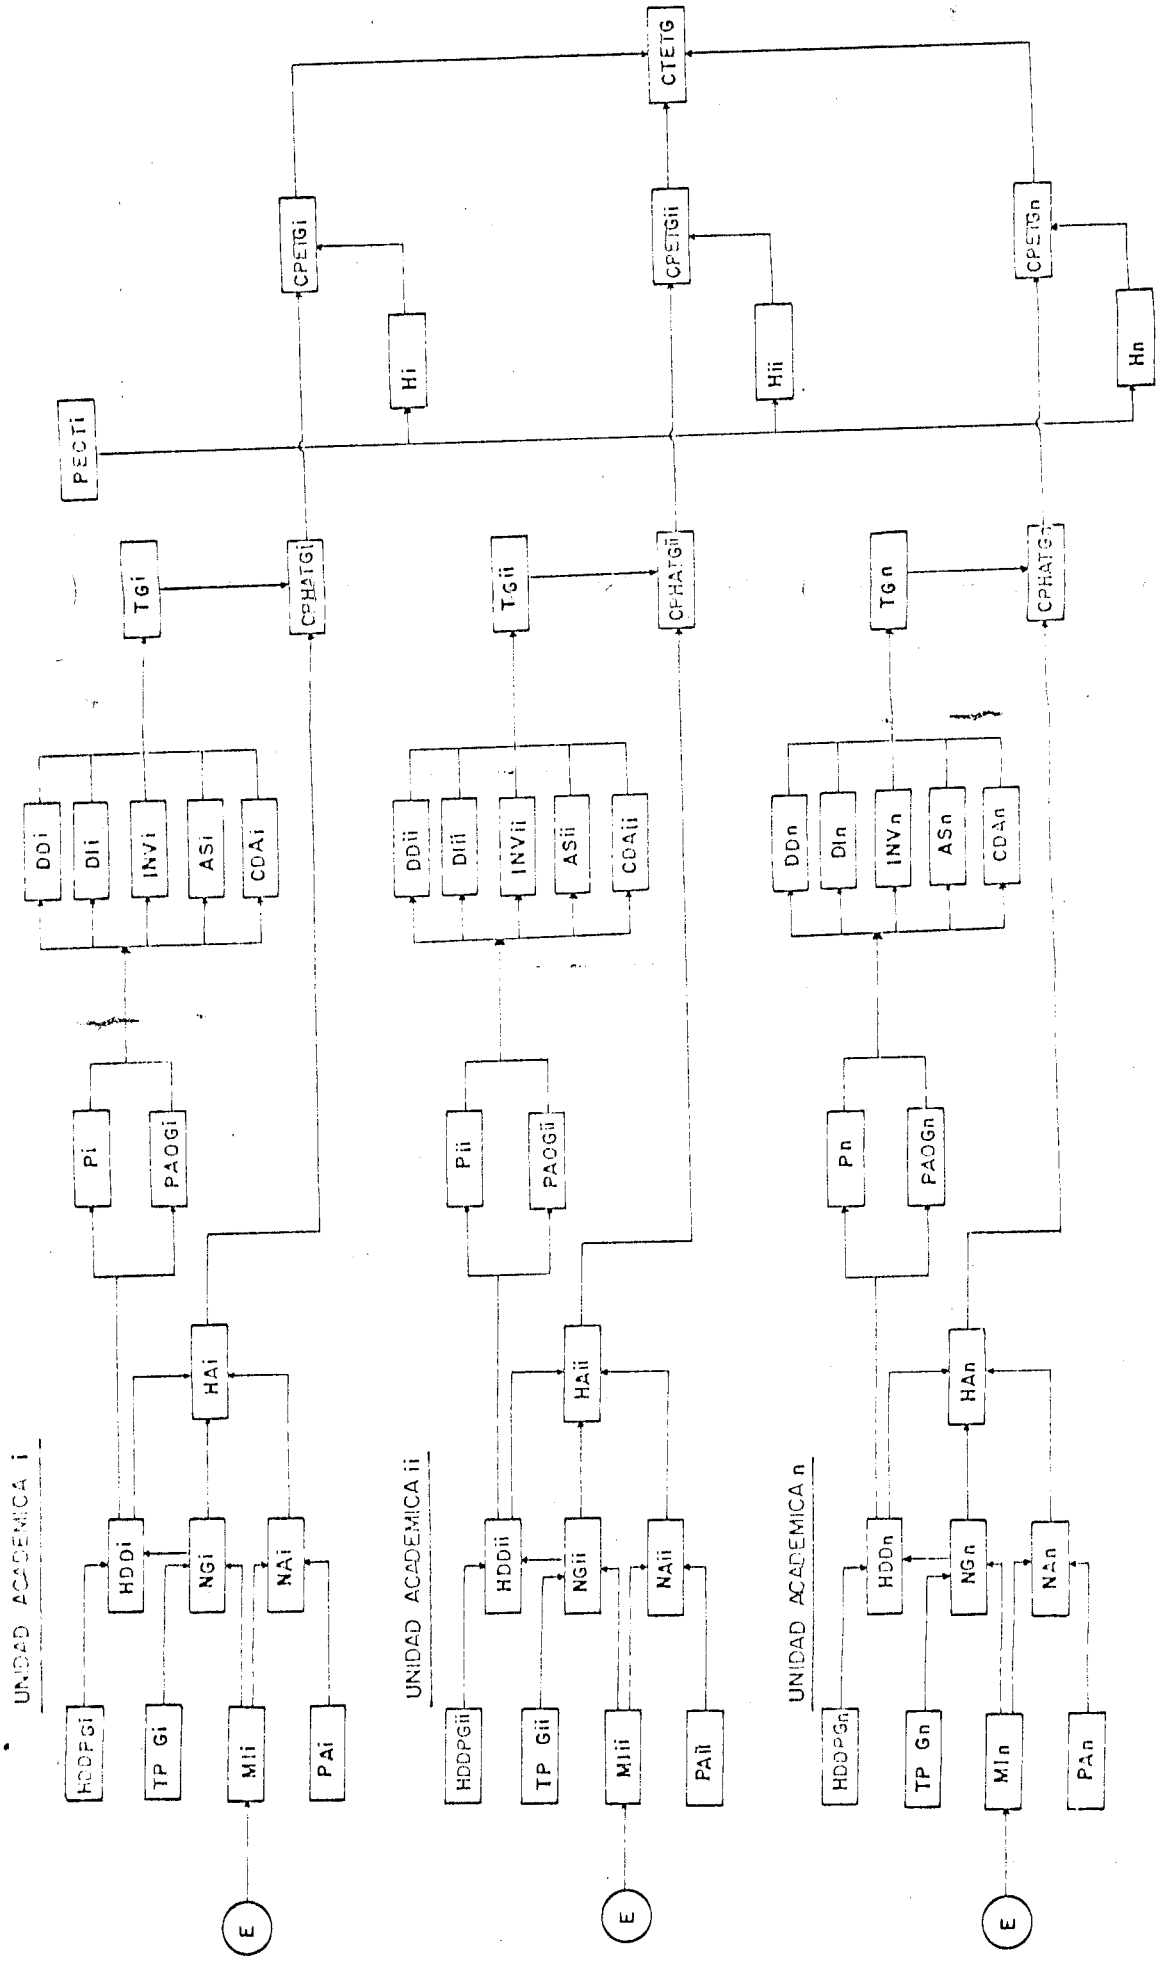 UNIDAD ACADEMICA i
HDDPGi
TP Gi
MIi
PAi
E
HDDi
NGi
NAi
HAi
Pi
PAOGi
DDi
DIi
INVi
ASi
CDAi
TGi
CPHATGi
PECTi
Hi
CPETGi
UNIDAD ACADEMICA ii
HDDPGii
TP Gii
MIii
PAii
E
HDDii
NGii
NAii
HAii
Pii
PAOGii
DDii
DIii
INVii
ASii
CDAii
TGii
CPHATGii
Hii
CPETGii
CTETG
UNIDAD ACADEMICA n
HDDPGn
TP Gn
MIn
PAn
E
HDDn
NGn
NAn
HAn
Pn
PAOGn
DDn
DIn
INVn
ASn
CDAn
TGn
CPHATGn
Hn
CPETGn